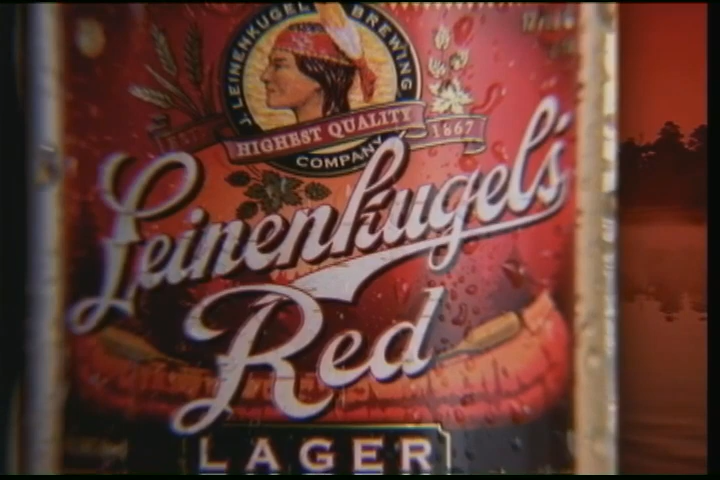 J. LEINENKUGEL BREWING
HIGHEST QUALITY
1867
COMPANY
Leinenkugel's
Red
LAGER